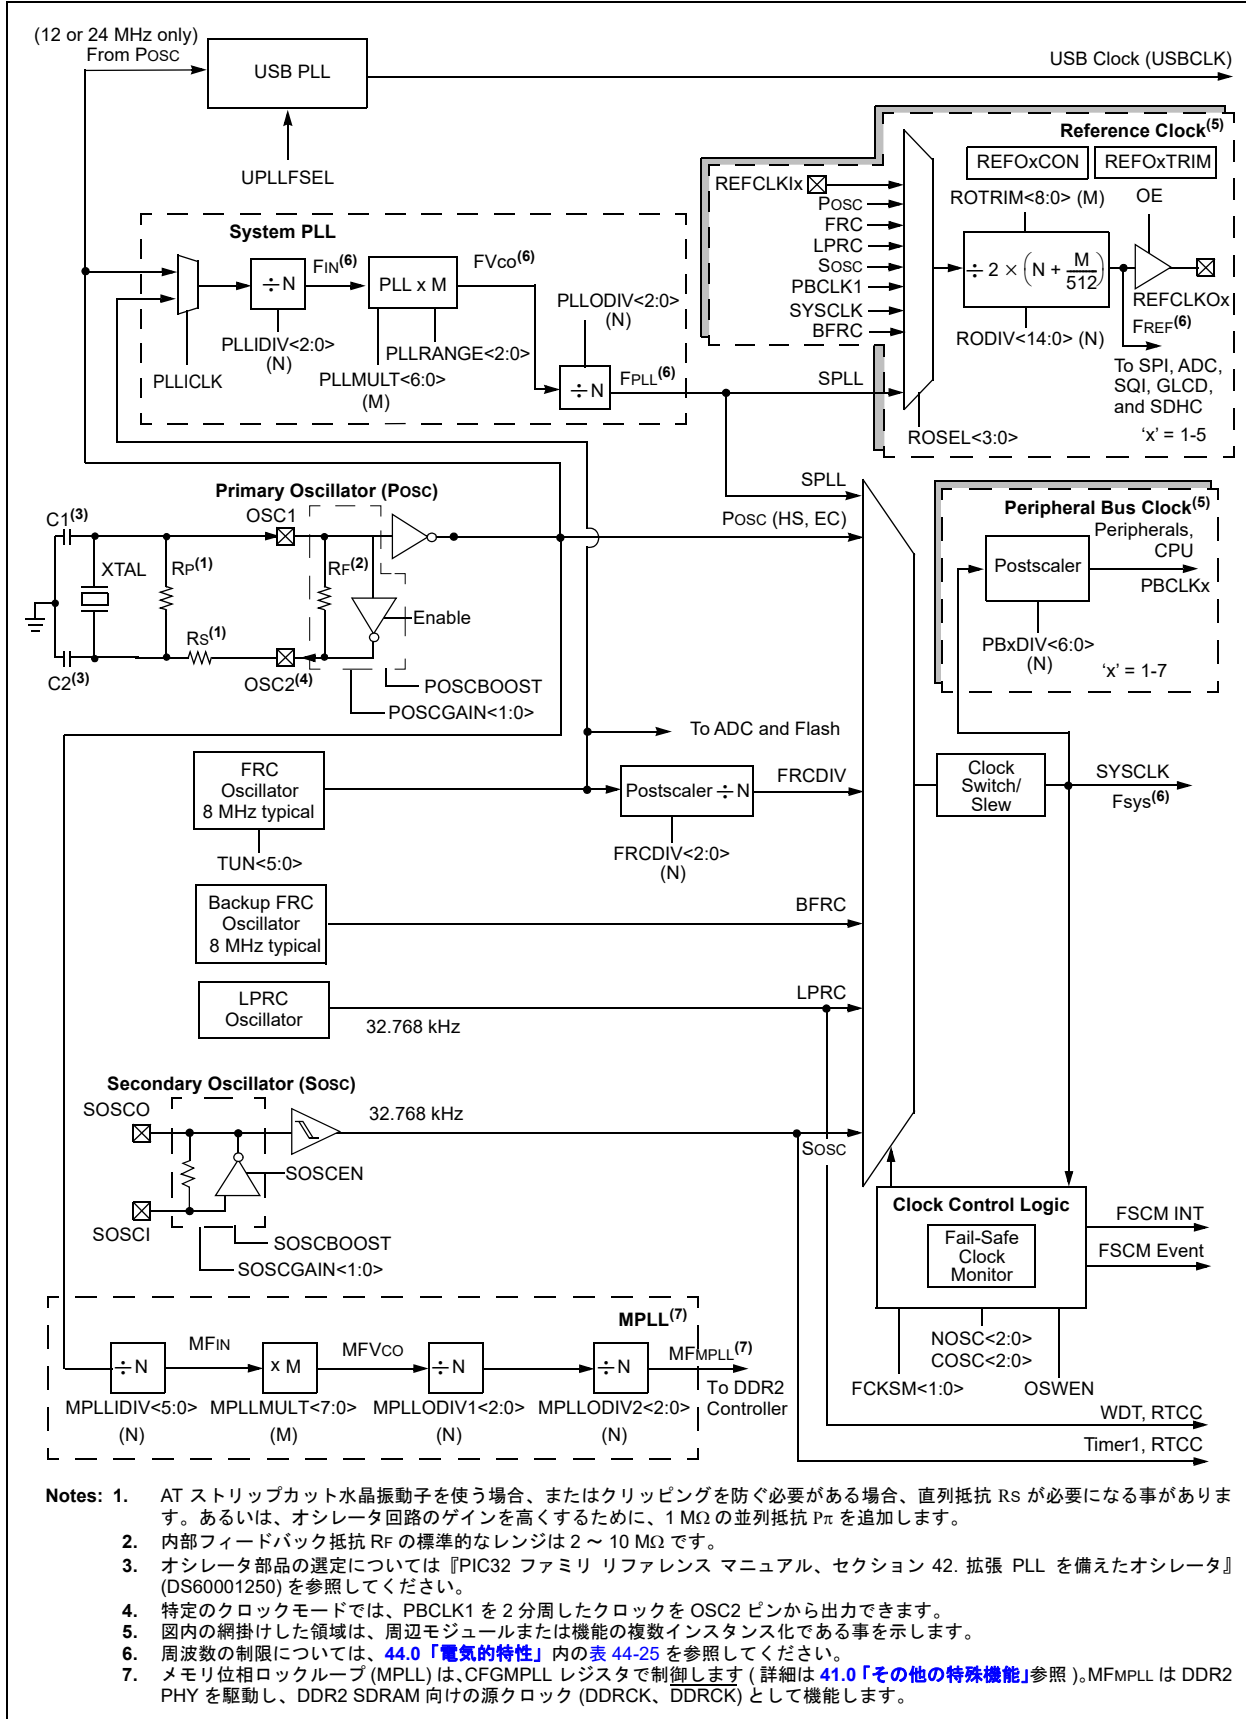 (12 or 24 MHz only)
From POSC
USB PLL
USB Clock (USBCLK)
UPLLFSEL
Reference Clock(5)
REFOxCON
REFOxTRIM
REFCLKIx
POSC
FRC
LPRC
SOSC
PBCLK1
SYSCLK
BFRC
ROTRIM<8:0> (M)
OE
÷ 2 × (N + M/512)
REFCLKOx
FREF(6)
RODIV<14:0> (N)
To SPI, ADC,
SQI, GLCD,
and SDHC
'x' = 1-5
SPLL
ROSEL<3:0>
System PLL
FIN(6)
FVco(6)
÷ N
PLL x M
PLLODIV<2:0>
(N)
PLLIDIV<2:0>
(N)
PLLRANGE<2:0>
PLLICLK
PLLMULT<6:0>
(M)
÷ N
FPLL(6)
Primary Oscillator (POSC)
C1(3)
OSC1
XTAL
RP(1)
RF(2)
Enable
RS(1)
C2(3)
OSC2(4)
POSCBOOST
POSCGAIN<1:0>
SPLL
POSC (HS, EC)
Peripheral Bus Clock(5)
Peripherals,
CPU
Postscaler
PBCLKx
PBxDIV<6:0>
(N)
'x' = 1-7
To ADC and Flash
FRC
Oscillator
8 MHz typical
TUN<5:0>
Postscaler ÷ N
FRCDIV
FRCDIV<2:0>
(N)
Clock
Switch/
Slew
SYSCLK
Fsys(6)
Backup FRC
Oscillator
8 MHz typical
BFRC
LPRC
Oscillator
32.768 kHz
LPRC
Secondary Oscillator (SOSC)
SOSCO
32.768 kHz
SOSC
SOSCEN
SOSCI
SOSCBOOST
SOSCGAIN<1:0>
Clock Control Logic
Fail-Safe
Clock
Monitor
FSCM INT
FSCM Event
NOSC<2:0>
COSC<2:0>
FCKSM<1:0>
OSWEN
WDT, RTCC
Timer1, RTCC
MPLL(7)
÷ N
MFIN
x M
MFVCO
÷ N
÷ N
MFMPLL(7)
To DDR2
Controller
MPLLIDIV<5:0>
(N)
MPLLMULT<7:0>
(M)
MPLLODIV1<2:0>
(N)
MPLLODIV2<2:0>
(N)
Notes: 1. AT ストリップカット水晶振動子を使う場合、またはクリッピングを防ぐ必要がある場合、直列抵抗 RS が必要になる事がありま
す。あるいは、オシレータ回路のゲインを高くするために、1 MΩ の並列抵抗 Pπ を追加します。
2. 内部フィードバック抵抗 RF の標準的なレンジは 2 ～ 10 MΩ です。
3. オシレータ部品の選定については『PIC32 ファミリ リファレンス マニュアル、セクション 42. 拡張 PLL を備えたオシレータ』
(DS60001250) を参照してください。
4. 特定のクロックモードでは、PBCLK1 を 2 分周したクロックを OSC2 ピンから出力できます。
5. 図内の網掛けした領域は、周辺モジュールまたは機能の複数インスタンス化である事を示します。
6. 周波数の制限については、44.0「電気的特性」内の表 44-25 を参照してください。
7. メモリ位相ロックループ (MPLL) は、CFGMPLL レジスタで制御します ( 詳細は 41.0「その他の特殊機能」参照 )。MFMPLL は DDR2
PHY を駆動し、DDR2 SDRAM 向けの源クロック (DDRCK、DDRCK) として機能します。